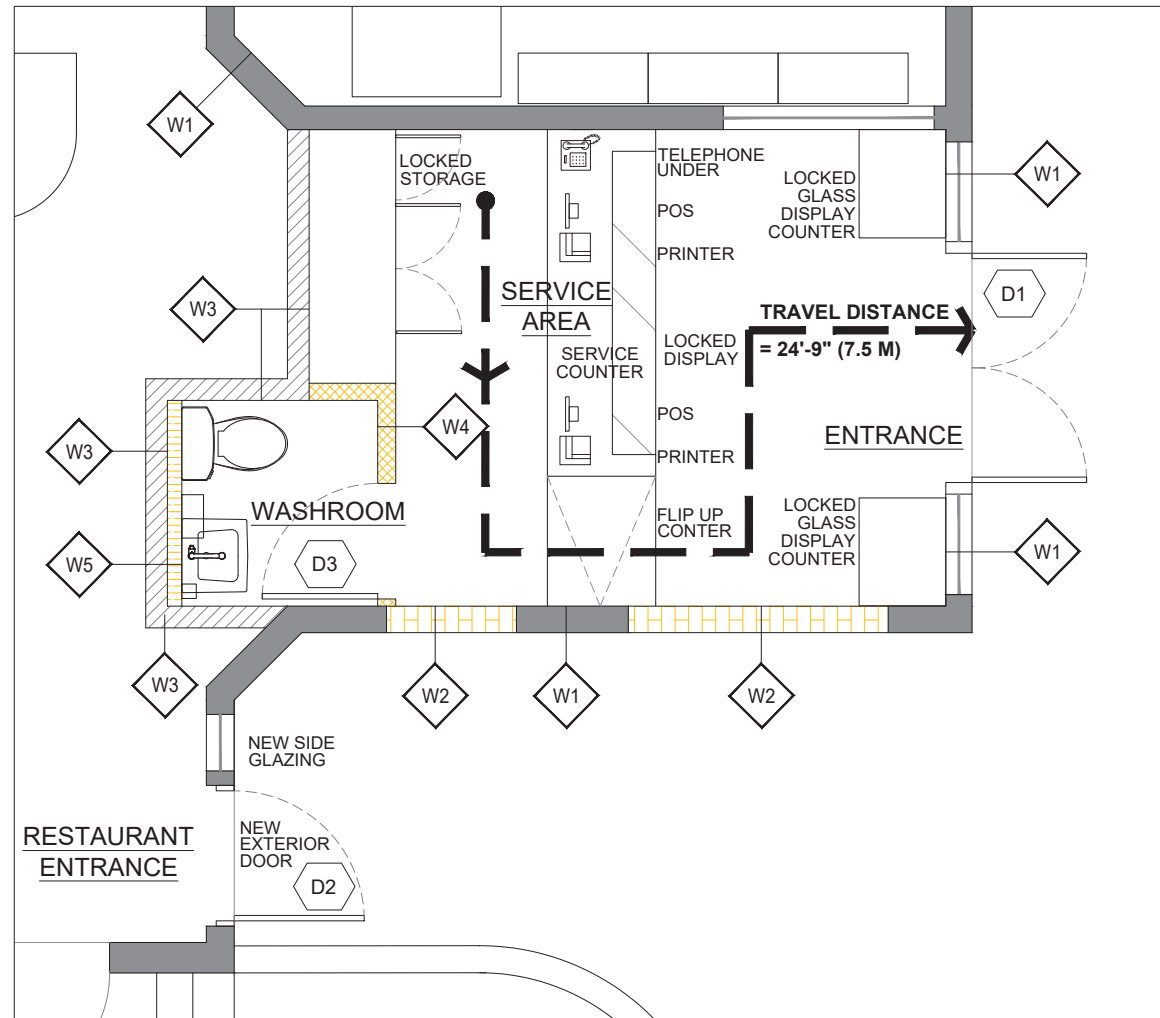 W1
LOCKED
STORAGE
TELEPHONE
UNDER
LOCKED
GLASS
DISPLAY
COUNTER
W1
POS
PRINTER
W3
SERVICE
AREA
D1
TRAVEL DISTANCE
= 24'-9" (7.5 M)
LOCKED
DISPLAY
SERVICE
COUNTER
W4
POS
ENTRANCE
W3
PRINTER
WASHROOM
FLIP UP
CONTER
LOCKED
GLASS
DISPLAY
COUNTER
W1
W5
D3
W3
W2
W1
W2
NEW SIDE
GLAZING
RESTAURANT
ENTRANCE
NEW
EXTERIOR
DOOR
D2